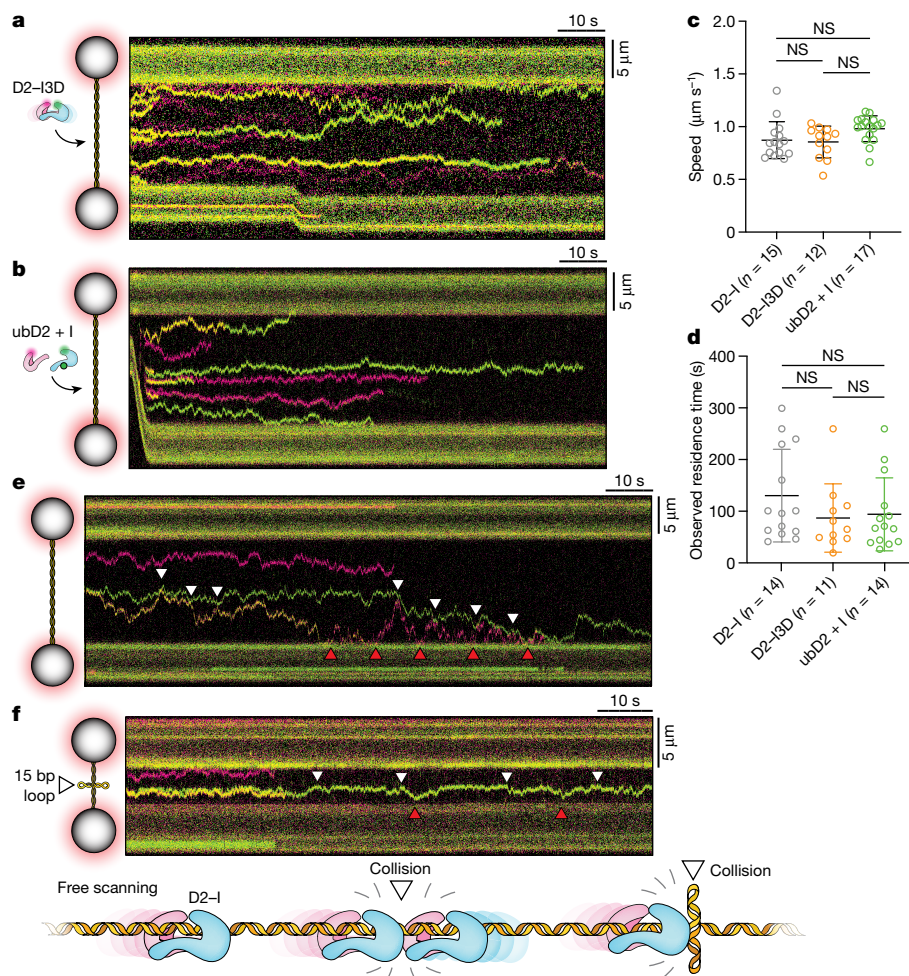 a
10 s
5 μm
D2–I3D
b
10 s
5 μm
ubD2 + I
c
2.0
1.5
1.0
0.5
0
Speed (μm s⁻¹)
NS
NS
NS
D2–I (n = 15)
D2–I3D (n = 12)
ubD2 + I (n = 17)
d
400
300
200
100
0
Observed residence time (s)
NS
NS
NS
D2–I (n = 14)
D2–I3D (n = 11)
ubD2 + I (n = 14)
e
10 s
5 μm
f
10 s
5 μm
15 bp
loop
Collision
Free scanning
D2–I
Collision